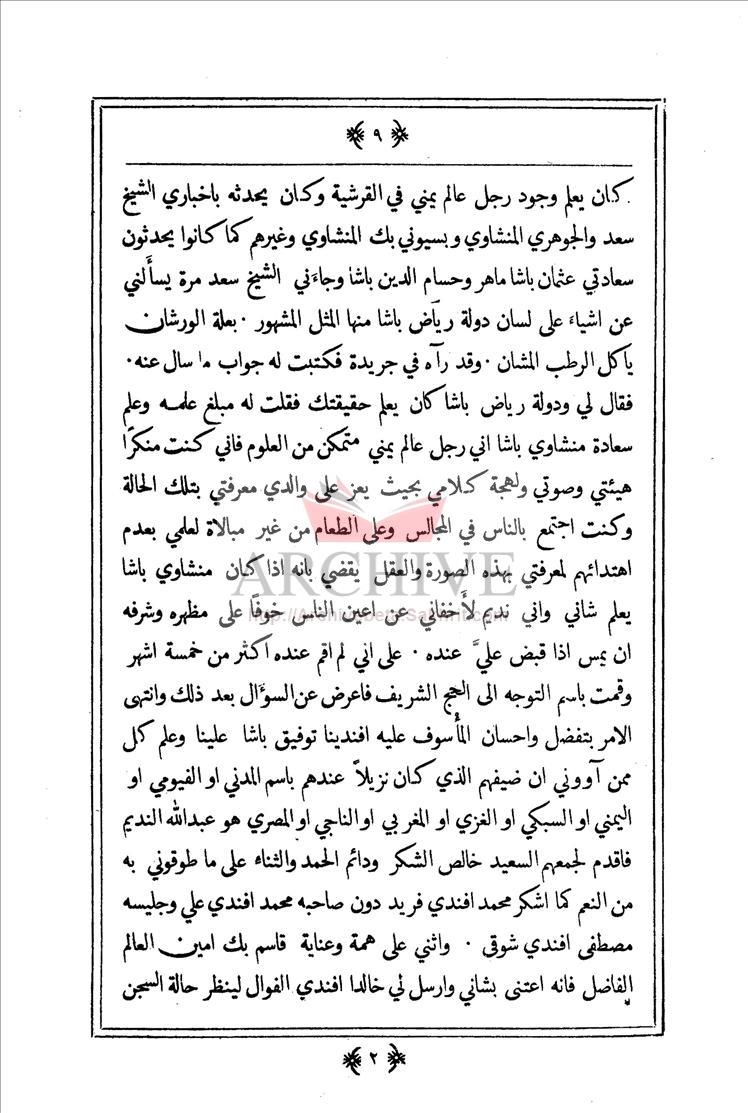 ٩
كان يعلم وجود رجل عالم يمني في القرشية وكان يحدثه باخباري الشيخ
سعد والجوهري المنشاوي وبسيوني بك المنشاوي وغيرهم كما كانوا يحدثون
سعادتي عثمان باشا ماهر وحسام الدين باشا وجاءَني الشيخ سعد مرة يسأَلني
عن اشياءَ على لسان دولة رياض باشا منها المثل المشهور . بعلة الورشان
ياكل الرطب المشان . وقد رآه في جريدة فكتبت له جواب ما سال عنه .
فقال لي ودولة رياض باشا كان يعلم حقيقتك فقلت له مبلغ علمه وعلم
سعادة منشاوي باشا اني رجل عالم يمني متمكن من العلوم فاني كنت منكرًا
هيئتي وصوتي ولهجة كلامي بحيث يعز على والدي معرفتي بتلك الحالة
وكنت اجتمع بالناس في المجالس وعلى الطعام من غير مبالاة لعلمي بعدم
اهتدائهم لمعرفتي بهذه الصورة والعقل يقضي بانه اذا كان منشاوي باشا
يعلم شاني واني نديم لأَخفاني عن اعين الناس خوفًا على مظهره وشرفه
ان يمس اذا قبض عليَّ عنده . على اني لم اقم عنده اكثر من خمسة اشهر
وقمت باسم التوجه الى الحج الشريف فاعرض عن السؤَال بعد ذلك وانتهى
الامر بتفضل واحسان المأْسوف عليه افندينا توفيق باشا علينا وعلم كل
ممن آووني ان ضيفهم الذي كان نزيلاً عندهم باسم المدني او الفيومي او
اليمني او السبكي او الغزي او المغربي او الناجي او المصري هو عبدالله النديم
فاقدم لجمعهم السعيد خالص الشكر ودائم الحمد والثناء على ما طوقوني به
من النعم كما اشكر محمد افندي فريد دون صاحبه محمد افندي علي وجليسه
مصطفى افندي شوقي . واثني على همة وعناية قاسم بك امين العالم
الفاضل فانه اعتنى بشاني وارسل لي خالدا افندي الفوال لينظر حالة السجن
٢
ARCHIVE